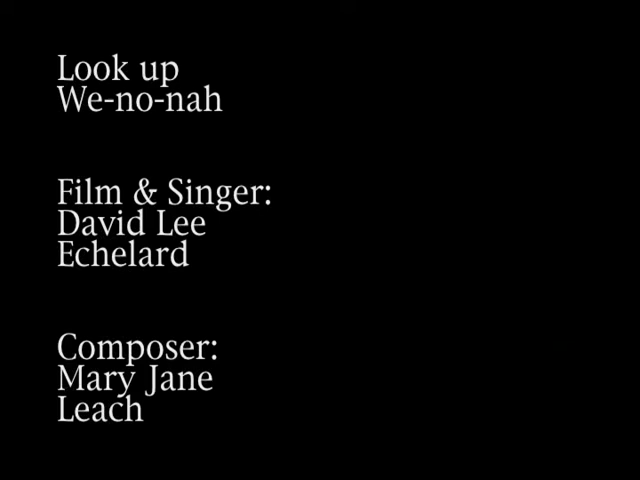 Look up
We-no-nah
Film & Singer:
David Lee
Echelard
Composer:
Mary Jane
Leach